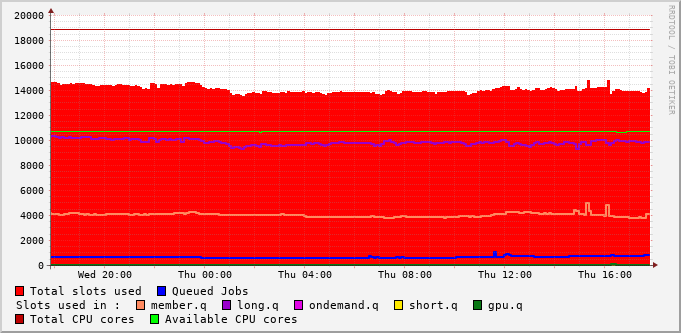 20000
18000
16000
14000
12000
10000
8000
6000
4000
2000
0
Wed 20:00 Thu 00:00 Thu 04:00 Thu 08:00 Thu 12:00 Thu 16:00
RRDTOOL / TOBI OETIKER
Total slots used Queued Jobs
Slots used in : member.q long.q ondemand.q short.q gpu.q
Total CPU cores Available CPU cores